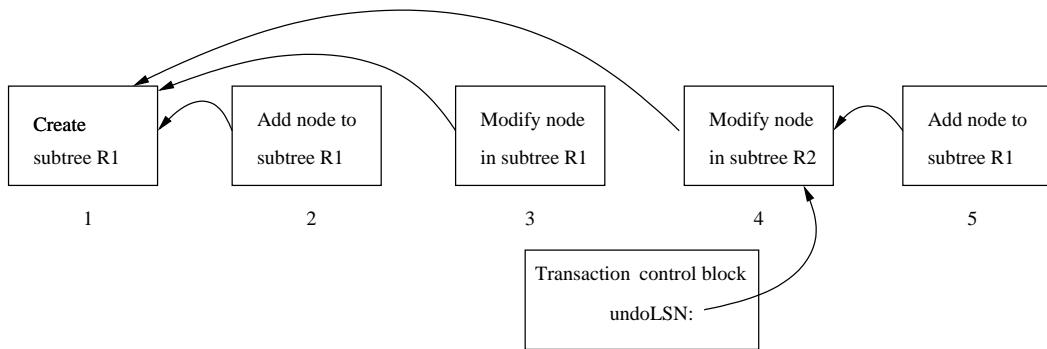 Create
subtree R1
Add node to
subtree R1
Modify node
in subtree R1
Modify node
in subtree R2
Add node to
subtree R1
1
2
3
4
5
Transaction control block
undoLSN: